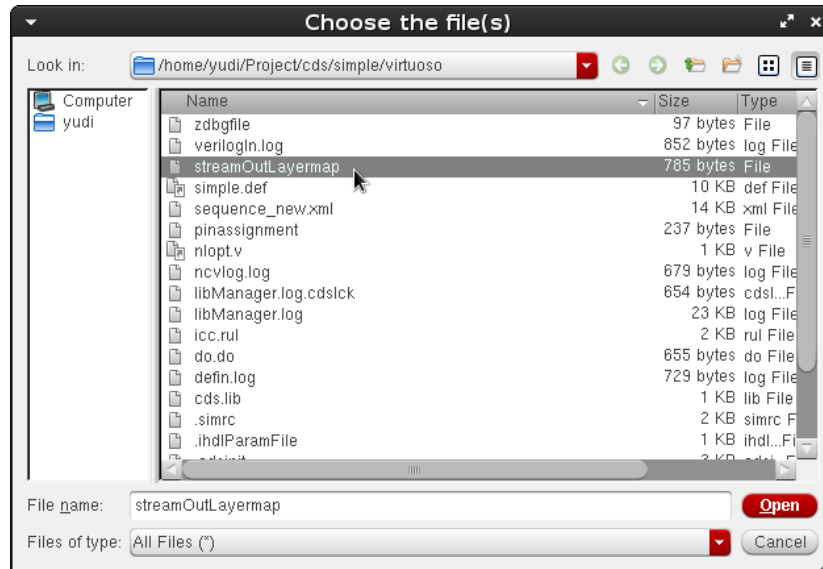 Choose the file(s)
Look in: /home/yudi/Project/cds/simple/virtuoso
Computer
yudi
Name Size Type
zdbgfile 97 bytes File
verilogIn.log 852 bytes log File
streamOutLayermap 785 bytes File
simple.def 10 KB def File
sequence_new.xml 14 KB xml File
pinassignment 237 bytes File
nlopt.v 1 KB v File
ncvlog.log 679 bytes log File
libManager.log.cdslck 654 bytes cdsl...F
libManager.log 23 KB log File
icc.rul 2 KB rul File
do.do 655 bytes do File
defin.log 729 bytes log File
cds.lib 1 KB lib File
.simrc 2 KB simrc F
.ihdlParamFile 1 KB ihdl...Fi
File name: streamOutLayermap Open
Files of type: All Files (*) Cancel